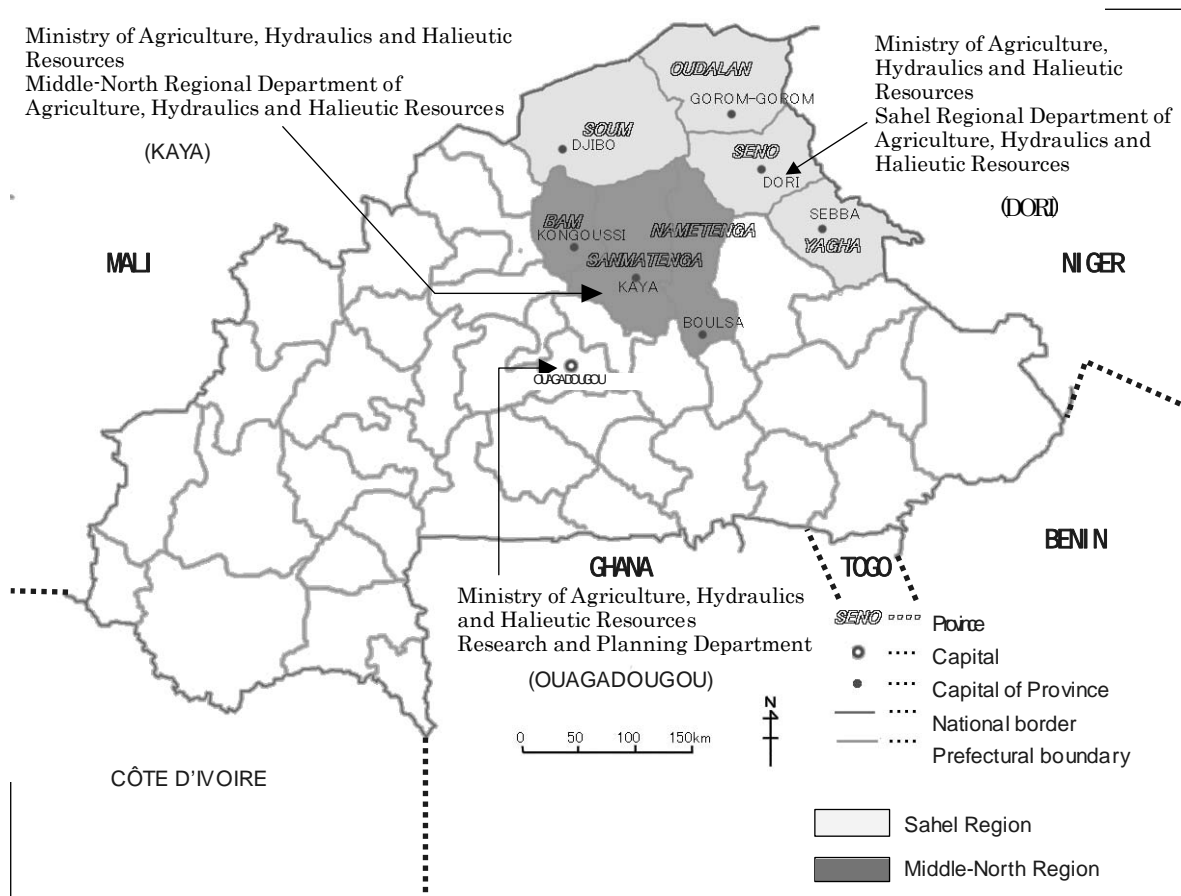 Ministry of Agriculture, Hydraulics and Halieutic
Resources
Middle-North Regional Department of
Agriculture, Hydraulics and Halieutic Resources
(KAYA)
Ministry of Agriculture,
Hydraulics and Halieutic
Resources
Sahel Regional Department of
Agriculture, Hydraulics and
Halieutic Resources
(DORI)
OUDALAN
GOROM-GOROM
SOUM
DJIBO
SENO
DORI
SEBBA
YAGHA
BAM
KONGOUSSI
NAMETENGA
SANMATENGA
KAYA
BOULSA
MALI
NIGER
OUAGADOUGOU
BENIN
GHANA
TOGO
Ministry of Agriculture, Hydraulics
and Halieutic Resources
Research and Planning Department
(OUAGADOUGOU)
SENO Province
Capital
Capital of Province
National border
Prefectural boundary
N
0 50 100 150km
CÔTE D'IVOIRE
Sahel Region
Middle-North Region